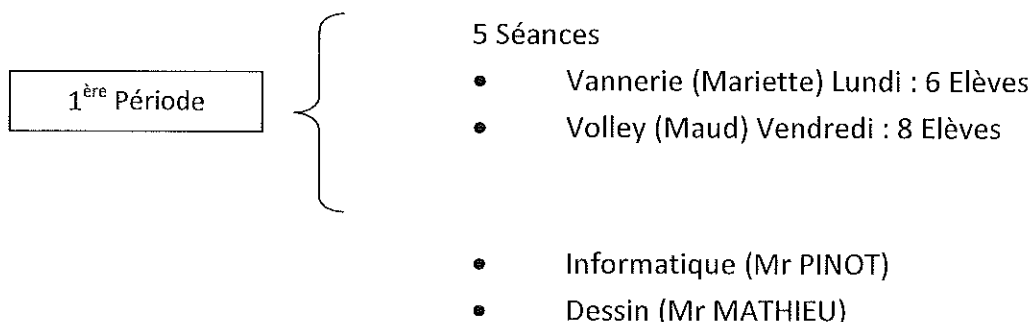 5 Séances
1ère Période
• Vannerie (Mariette) Lundi : 6 Elèves
• Volley (Maud) Vendredi : 8 Elèves
• Informatique (Mr PINOT)
• Dessin (Mr MATHIEU)